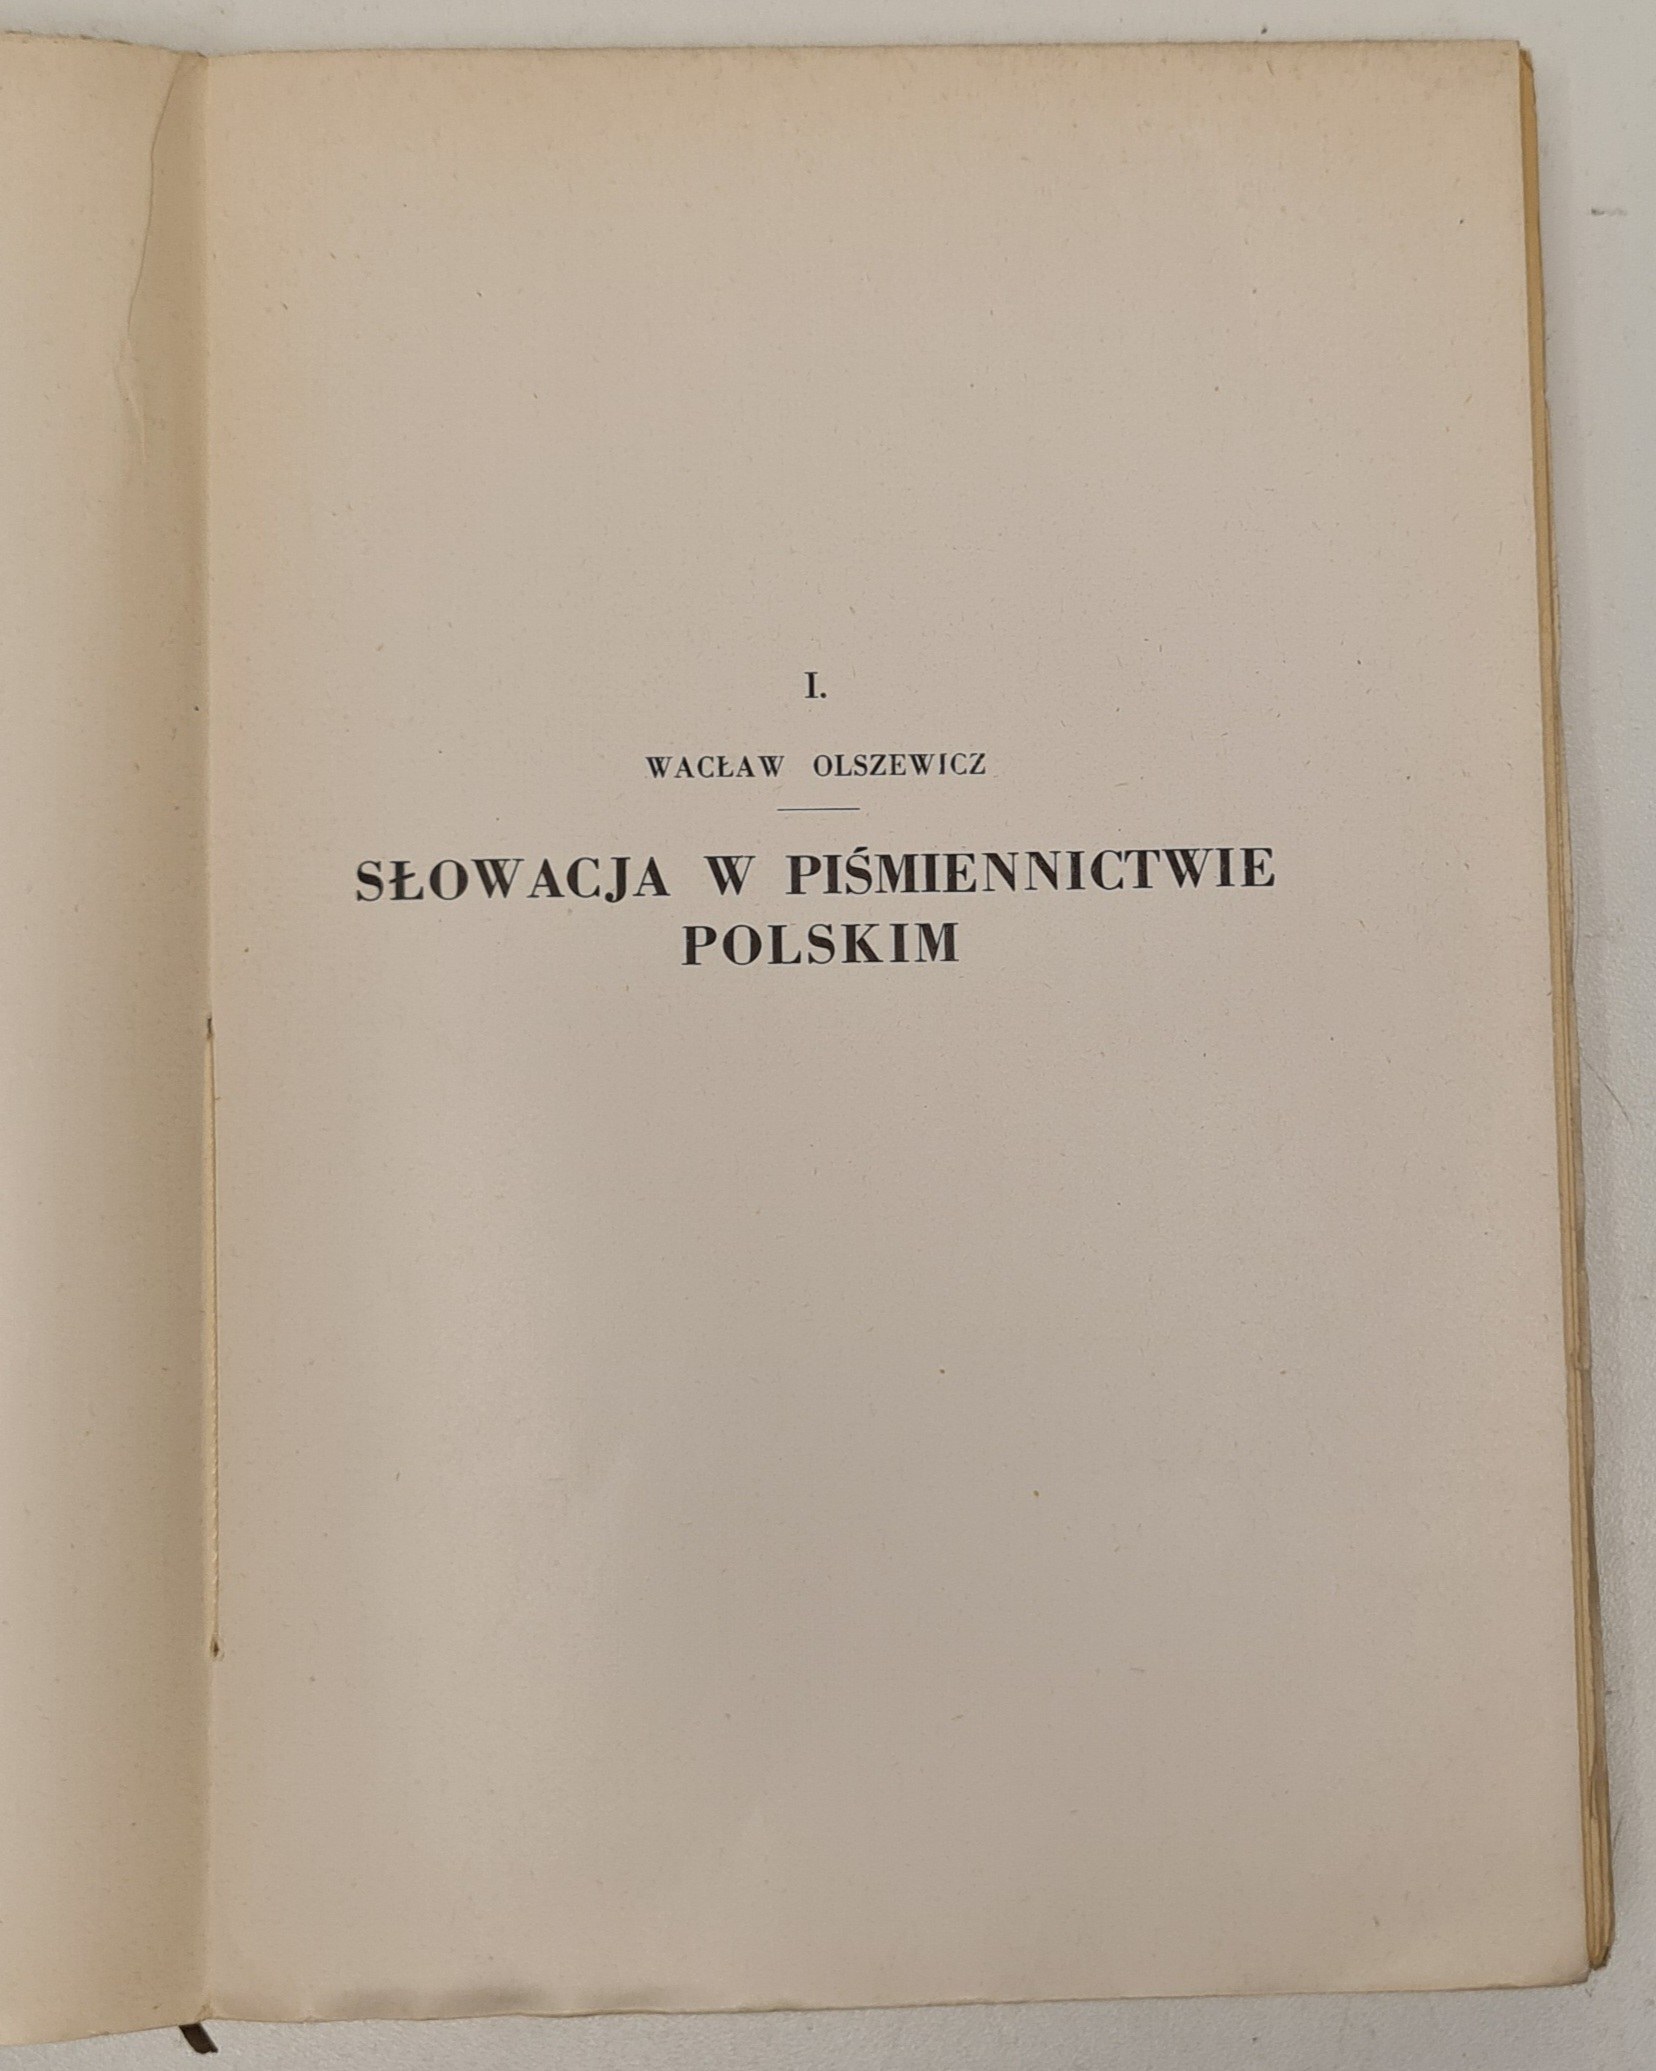 I.
WACŁAW OLSZEWICZ
SŁOWACJA W PIŚMIENNICTWIE
POLSKIM